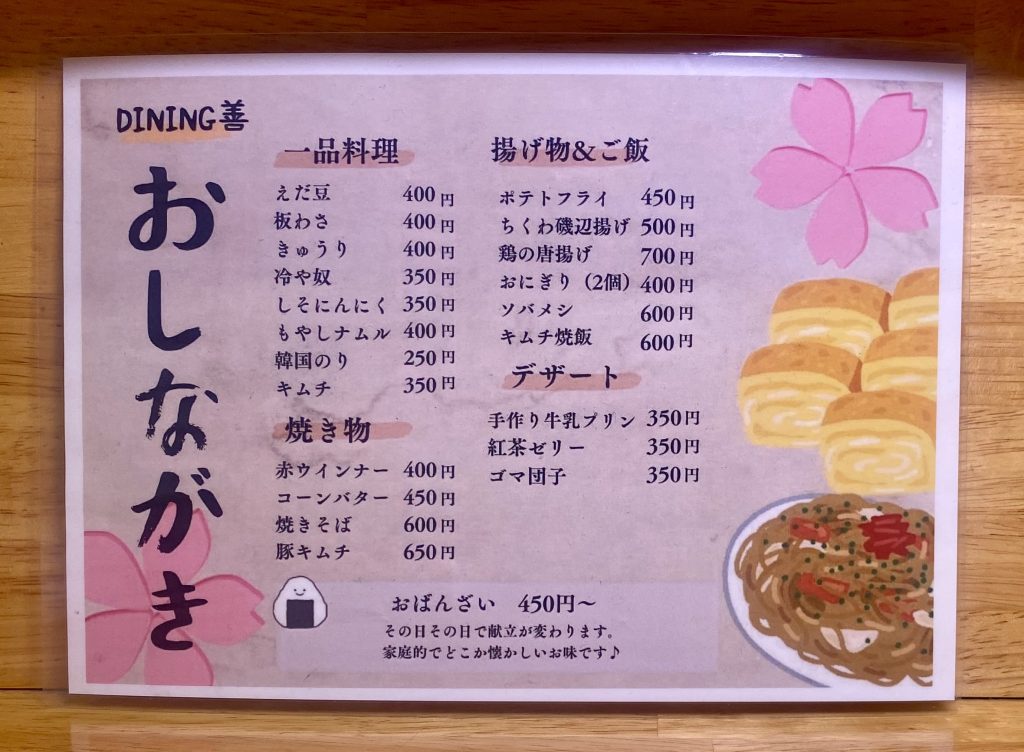 DINING善
おしながき
一品料理
えだ豆 400円
板わさ 400円
きゅうり 400円
冷や奴 350円
しそにんにく 350円
もやしナムル 400円
韓国のり 250円
キムチ 350円
焼き物
赤ウインナー 400円
コーンバター 450円
焼きそば 600円
豚キムチ 650円
揚げ物&ご飯
ポテトフライ 450円
ちくわ磯辺揚げ 500円
鶏の唐揚げ 700円
おにぎり（2個） 400円
ソバメシ 600円
キムチ焼飯 600円
デザート
手作り牛乳プリン 350円
紅茶ゼリー 350円
ゴマ団子 350円
おばんざい 450円～
その日その日で献立が変わります。
家庭的でどこか懐かしいお味です♪